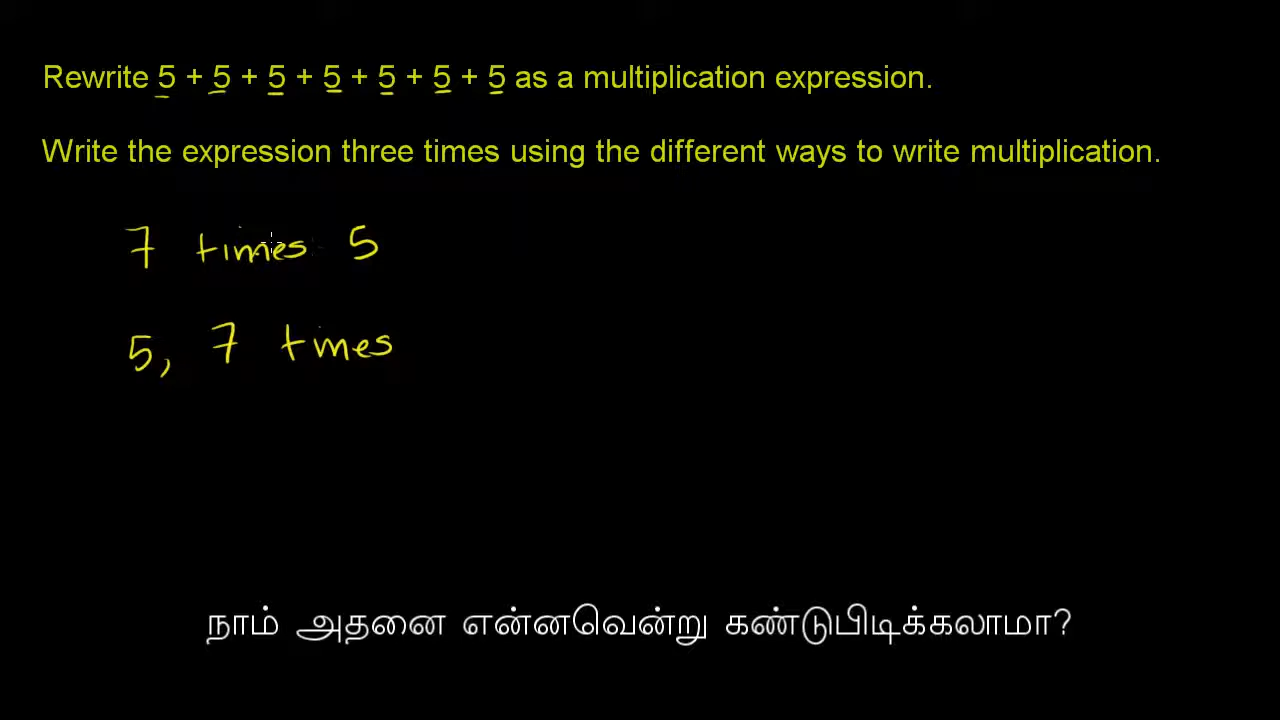 Rewrite 5 + 5 + 5 + 5 + 5 + 5 + 5 as a multiplication expression.
Write the expression three times using the different ways to write multiplication.
7 times 5
5, 7 times
நாம் அதனை என்னவென்று கண்டுபிடிக்கலாமா?